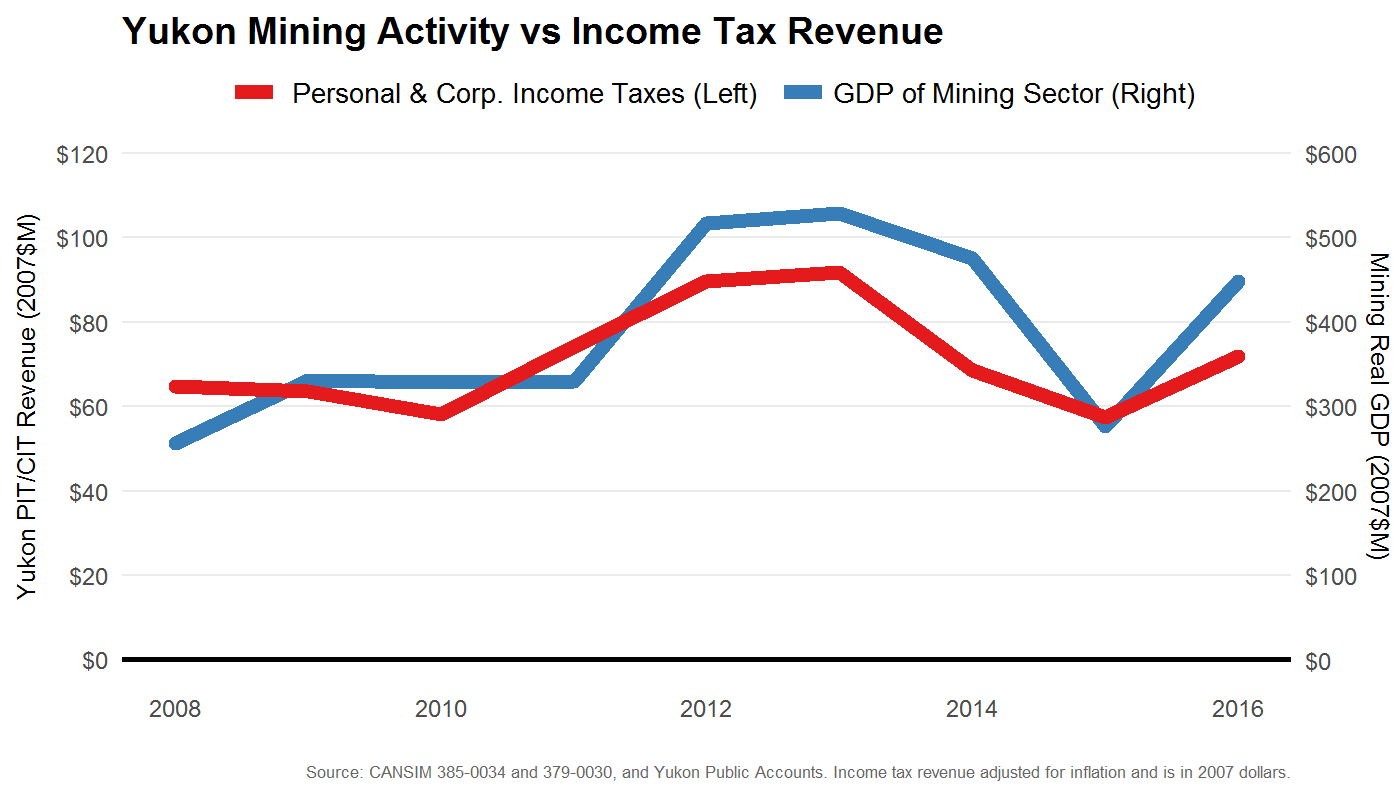 Yukon Mining Activity vs Income Tax Revenue
Personal & Corp. Income Taxes (Left) GDP of Mining Sector (Right)
Yukon PIT/CIT Revenue (2007$M)
$120
$100
$80
$60
$40
$20
$0
$600
$500
$400
$300
$200
$100
$0
Mining Real GDP (2007$M)
2008 2010 2012 2014 2016
Source: CANSIM 385-0034 and 379-0030, and Yukon Public Accounts. Income tax revenue adjusted for inflation and is in 2007 dollars.